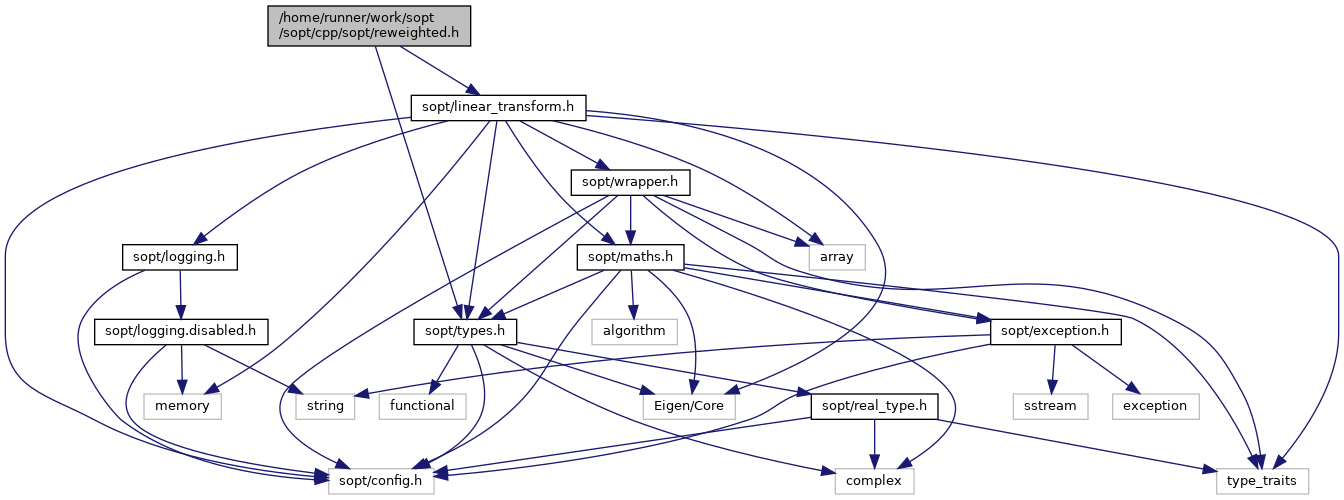 /home/runner/work/sopt
/sopt/cpp/sopt/reweighted.h
sopt/linear_transform.h
sopt/wrapper.h
sopt/logging.h
sopt/maths.h
array
sopt/logging.disabled.h
sopt/types.h
algorithm
sopt/exception.h
memory
string
functional
Eigen/Core
sopt/real_type.h
sstream
exception
sopt/config.h
complex
type_traits